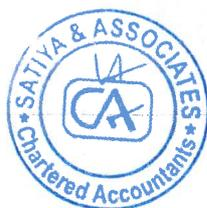 SATIYA & ASSOCIATES
CA
★ Chartered Accountants ★